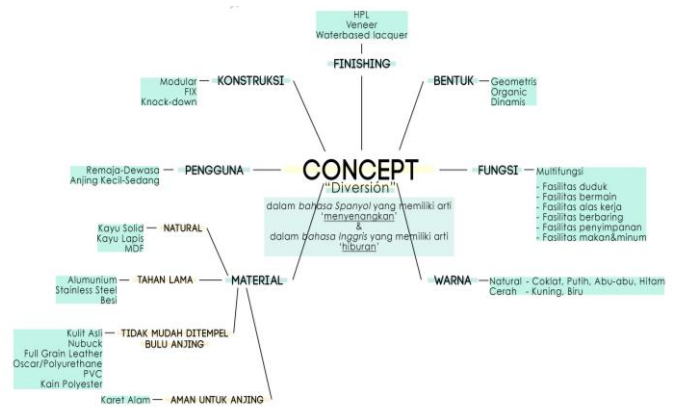 HPL
Veneer
Waterbased lacquer
FINISHING
Modular
FIX
Knock-down
KONSTRUKSI
BENTUK
Geometris
Organic
Dinamis
Remaja-Dewasa
Anjing Kecil-Sedang
PENGGUNA
CONCEPT
"Diversión"
dalam bahasa Spanyol yang memiliki arti
'menyenangkan'
&
dalam bahasa Inggris yang memiliki arti
'hiburan'
FUNGSI
Multifungsi
- Fasilitas duduk
- Fasilitas bermain
- Fasilitas alas kerja
- Fasilitas berbaring
- Fasilitas penyimpanan
- Fasilitas makan&minum
Kayu Solid
Kayu Lapis
MDF
NATURAL
Alumunium
Stainless Steel
Besi
TAHAN LAMA
MATERIAL
WARNA
Natural - Coklat, Putih, Abu-abu, Hitam
Cerah - Kuning, Biru
Kulit Asli
Nubuck
Full Grain Leather
Oscar/Polyurethane
PVC
Kain Polyester
TIDAK MUDAH DITEMPEL
BULU ANJING
Karet Alam
AMAN UNTUK ANJING